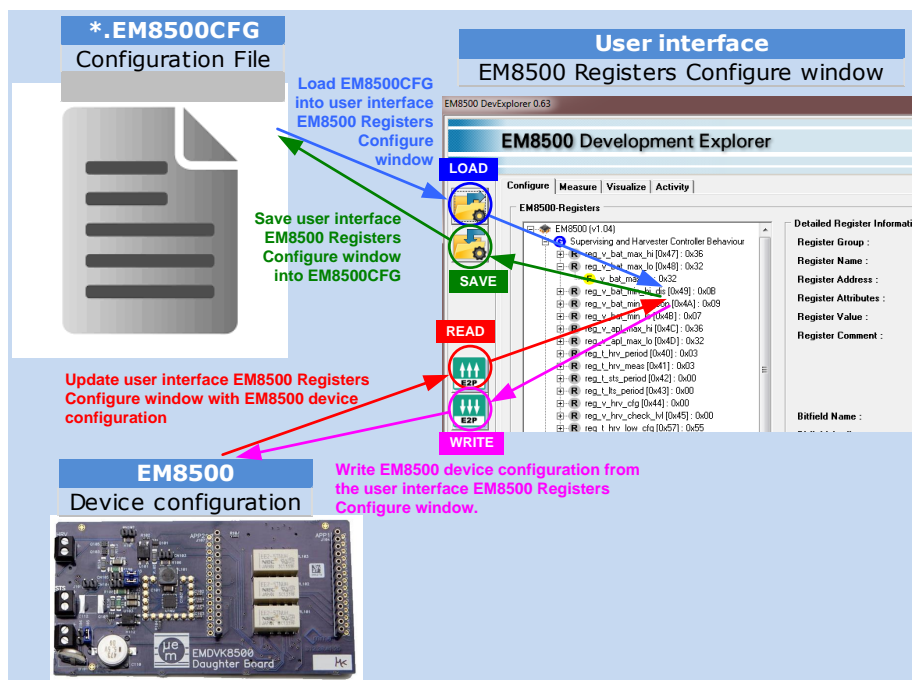 *.EM8500CFG
Configuration File
User interface
EM8500 Registers Configure window
Load EM8500CFG
into user interface
EM8500 Registers
Configure
window
EM8500 DevExplorer 0.63
EM8500 Development Explorer
LOAD
Configure
Measure
Visualize
Activity
EM8500-Registers
EM8500 (v1.04)
Supervising and Harvester Controller Behaviour
R reg_v_bat_max_hi [0x47] : 0x36
R reg_v_bat_max_lo [0x48] : 0x32
reg_v_bat_min_hi_dis [0x49] : 0x0B
[0x4A] : 0x09
[0x4B] : 0x07
R reg_v_apl_max_hi [0x4C] : 0x36
R reg_v_apl_max_lo [0x4D] : 0x32
R reg_t_hrv_period [0x40] : 0x03
R reg_t_hrv_meas [0x41] : 0x03
R reg_t_sts_period [0x42] : 0x00
R reg_t_lts_period [0x43] : 0x00
R reg_v_hrv_cfg [0x44] : 0x00
R reg_v_hrv_check_lvl [0x45] : 0x00
R reg_t_hrv_low_cfg [0x57] : 0x55
Detailed Register Informati
Register Group :
Register Name :
Register Address :
Register Attributes :
Register Value :
Register Comment :
Bitfield Name :
Save user interface
EM8500 Registers
Configure window
into EM8500CFG
SAVE
READ
E2P
E2P
WRITE
Update user interface EM8500 Registers
Configure window with EM8500 device
configuration
Write EM8500 device configuration from
the user interface EM8500 Registers
Configure window.
EM8500
Device configuration
APP2
APP1
HRV
STS
µe
m
EMDVK8500
Daughter Board